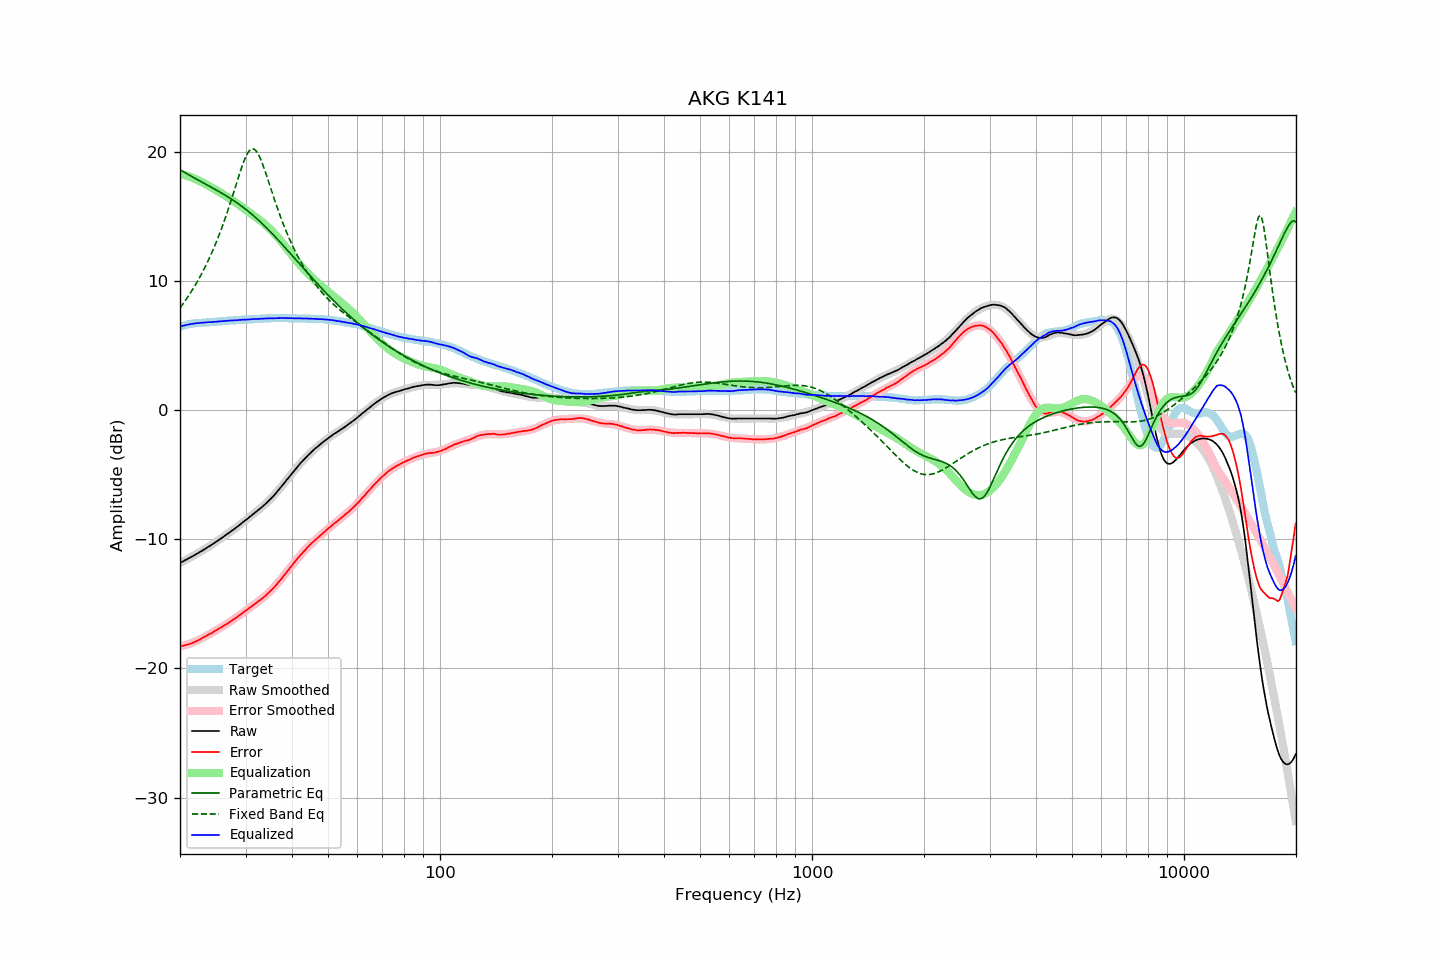 AKG K141
20
10
0
−10
−20
−30
Amplitude (dBr)
100
1000
10000
Frequency (Hz)
Target
Raw Smoothed
Error Smoothed
Raw
Error
Equalization
Parametric Eq
Fixed Band Eq
Equalized